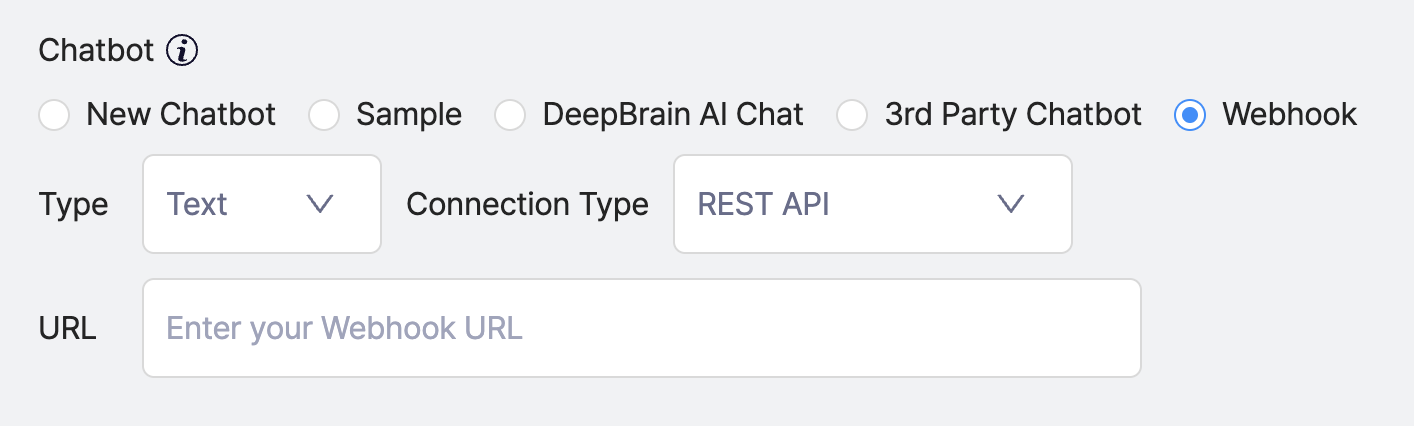 Chatbot
New Chatbot Sample DeepBrain AI Chat 3rd Party Chatbot Webhook
Type Text Connection Type REST API
URL Enter your Webhook URL